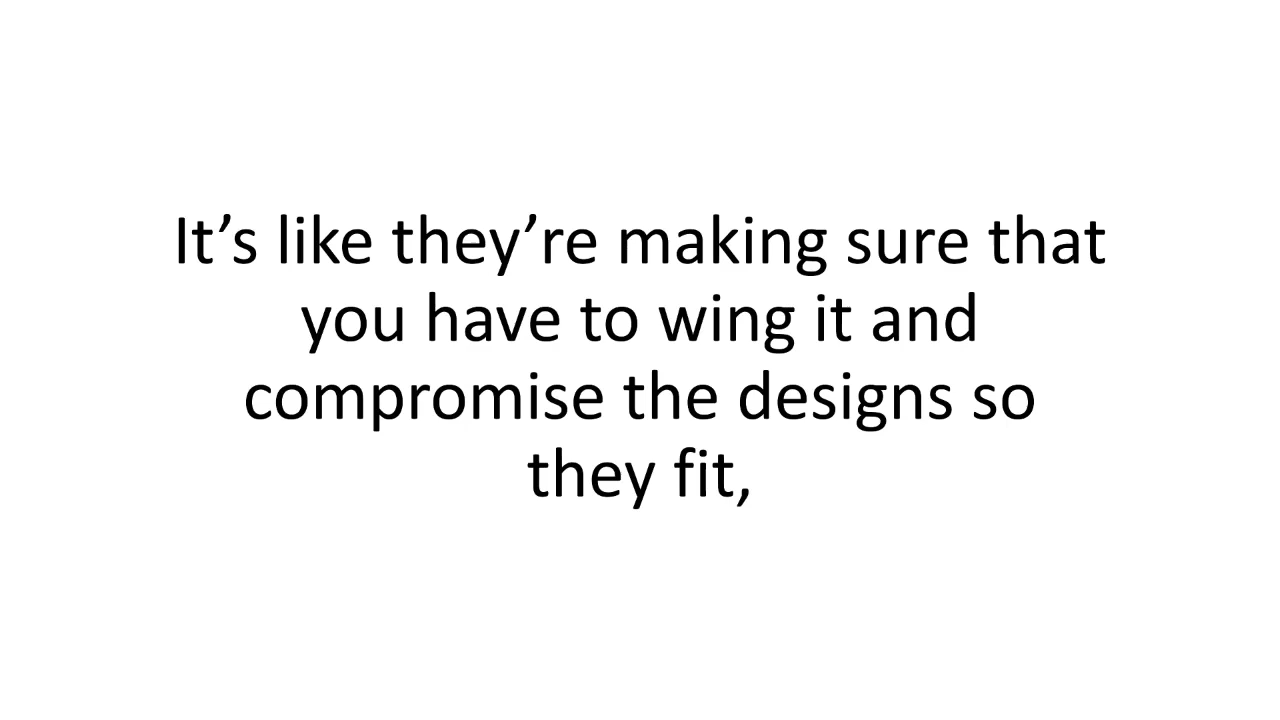 It’s like they’re making sure that
you have to wing it and
compromise the designs so
they fit,